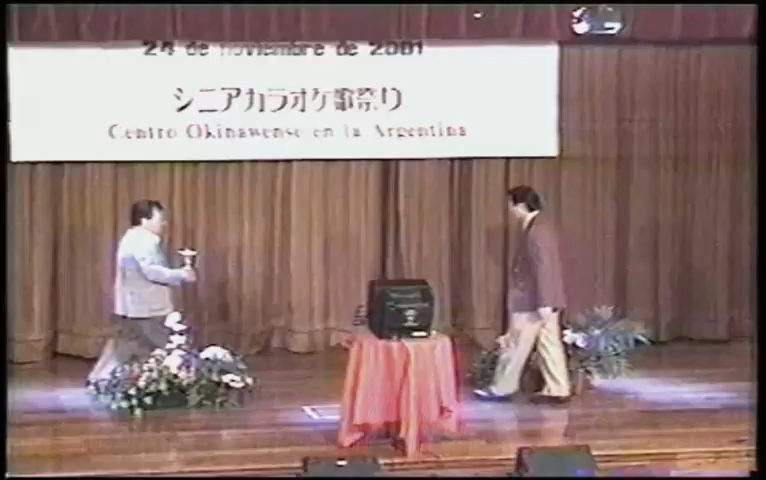 24 de noviembre de 2001
シニアカラオケ歌祭り
Centro Okinawense en la Argentina